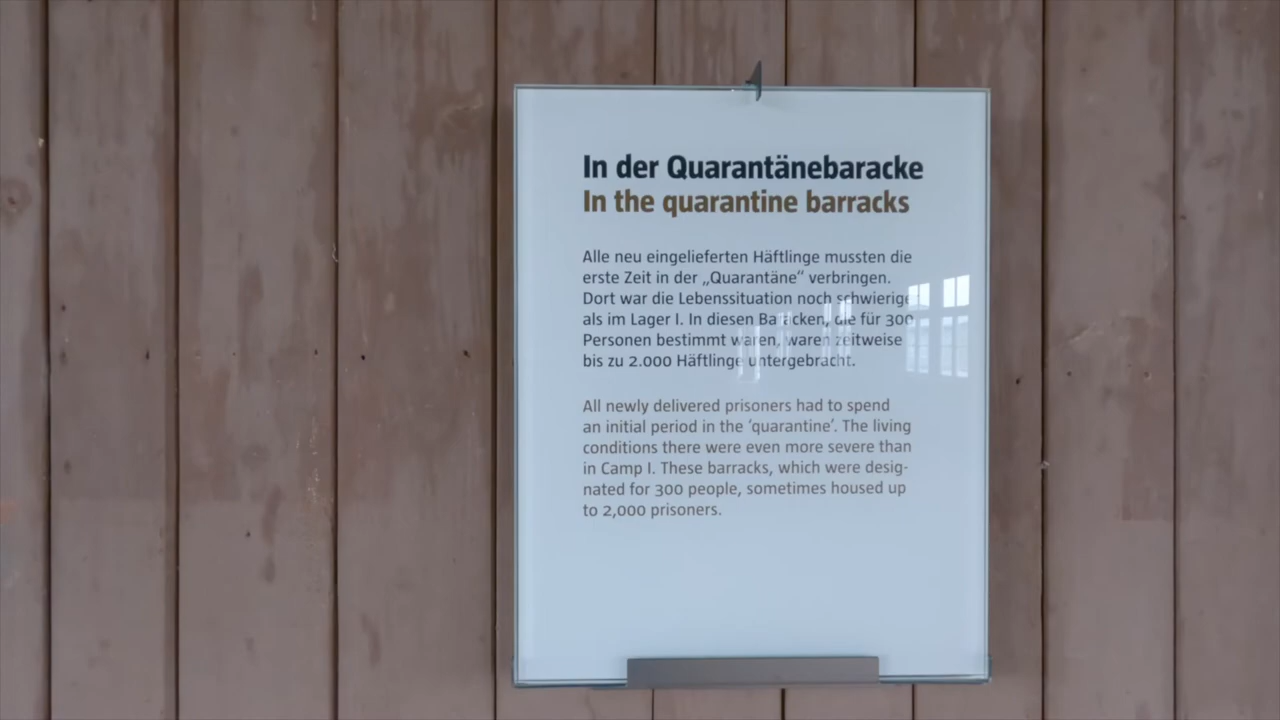 In der Quarantänebaracke
In the quarantine barracks
Alle neu eingelieferten Häftlinge mussten die
erste Zeit in der „Quarantäne“ verbringen.
Dort war die Lebenssituation noch schwieriger
als im Lager I. In diesen Baracken, die für 300
Personen bestimmt waren, waren zeitweise
bis zu 2.000 Häftlinge untergebracht.
All newly delivered prisoners had to spend
an initial period in the ‘quarantine’. The living
conditions there were even more severe than
in Camp I. These barracks, which were desig-
nated for 300 people, sometimes housed up
to 2,000 prisoners.